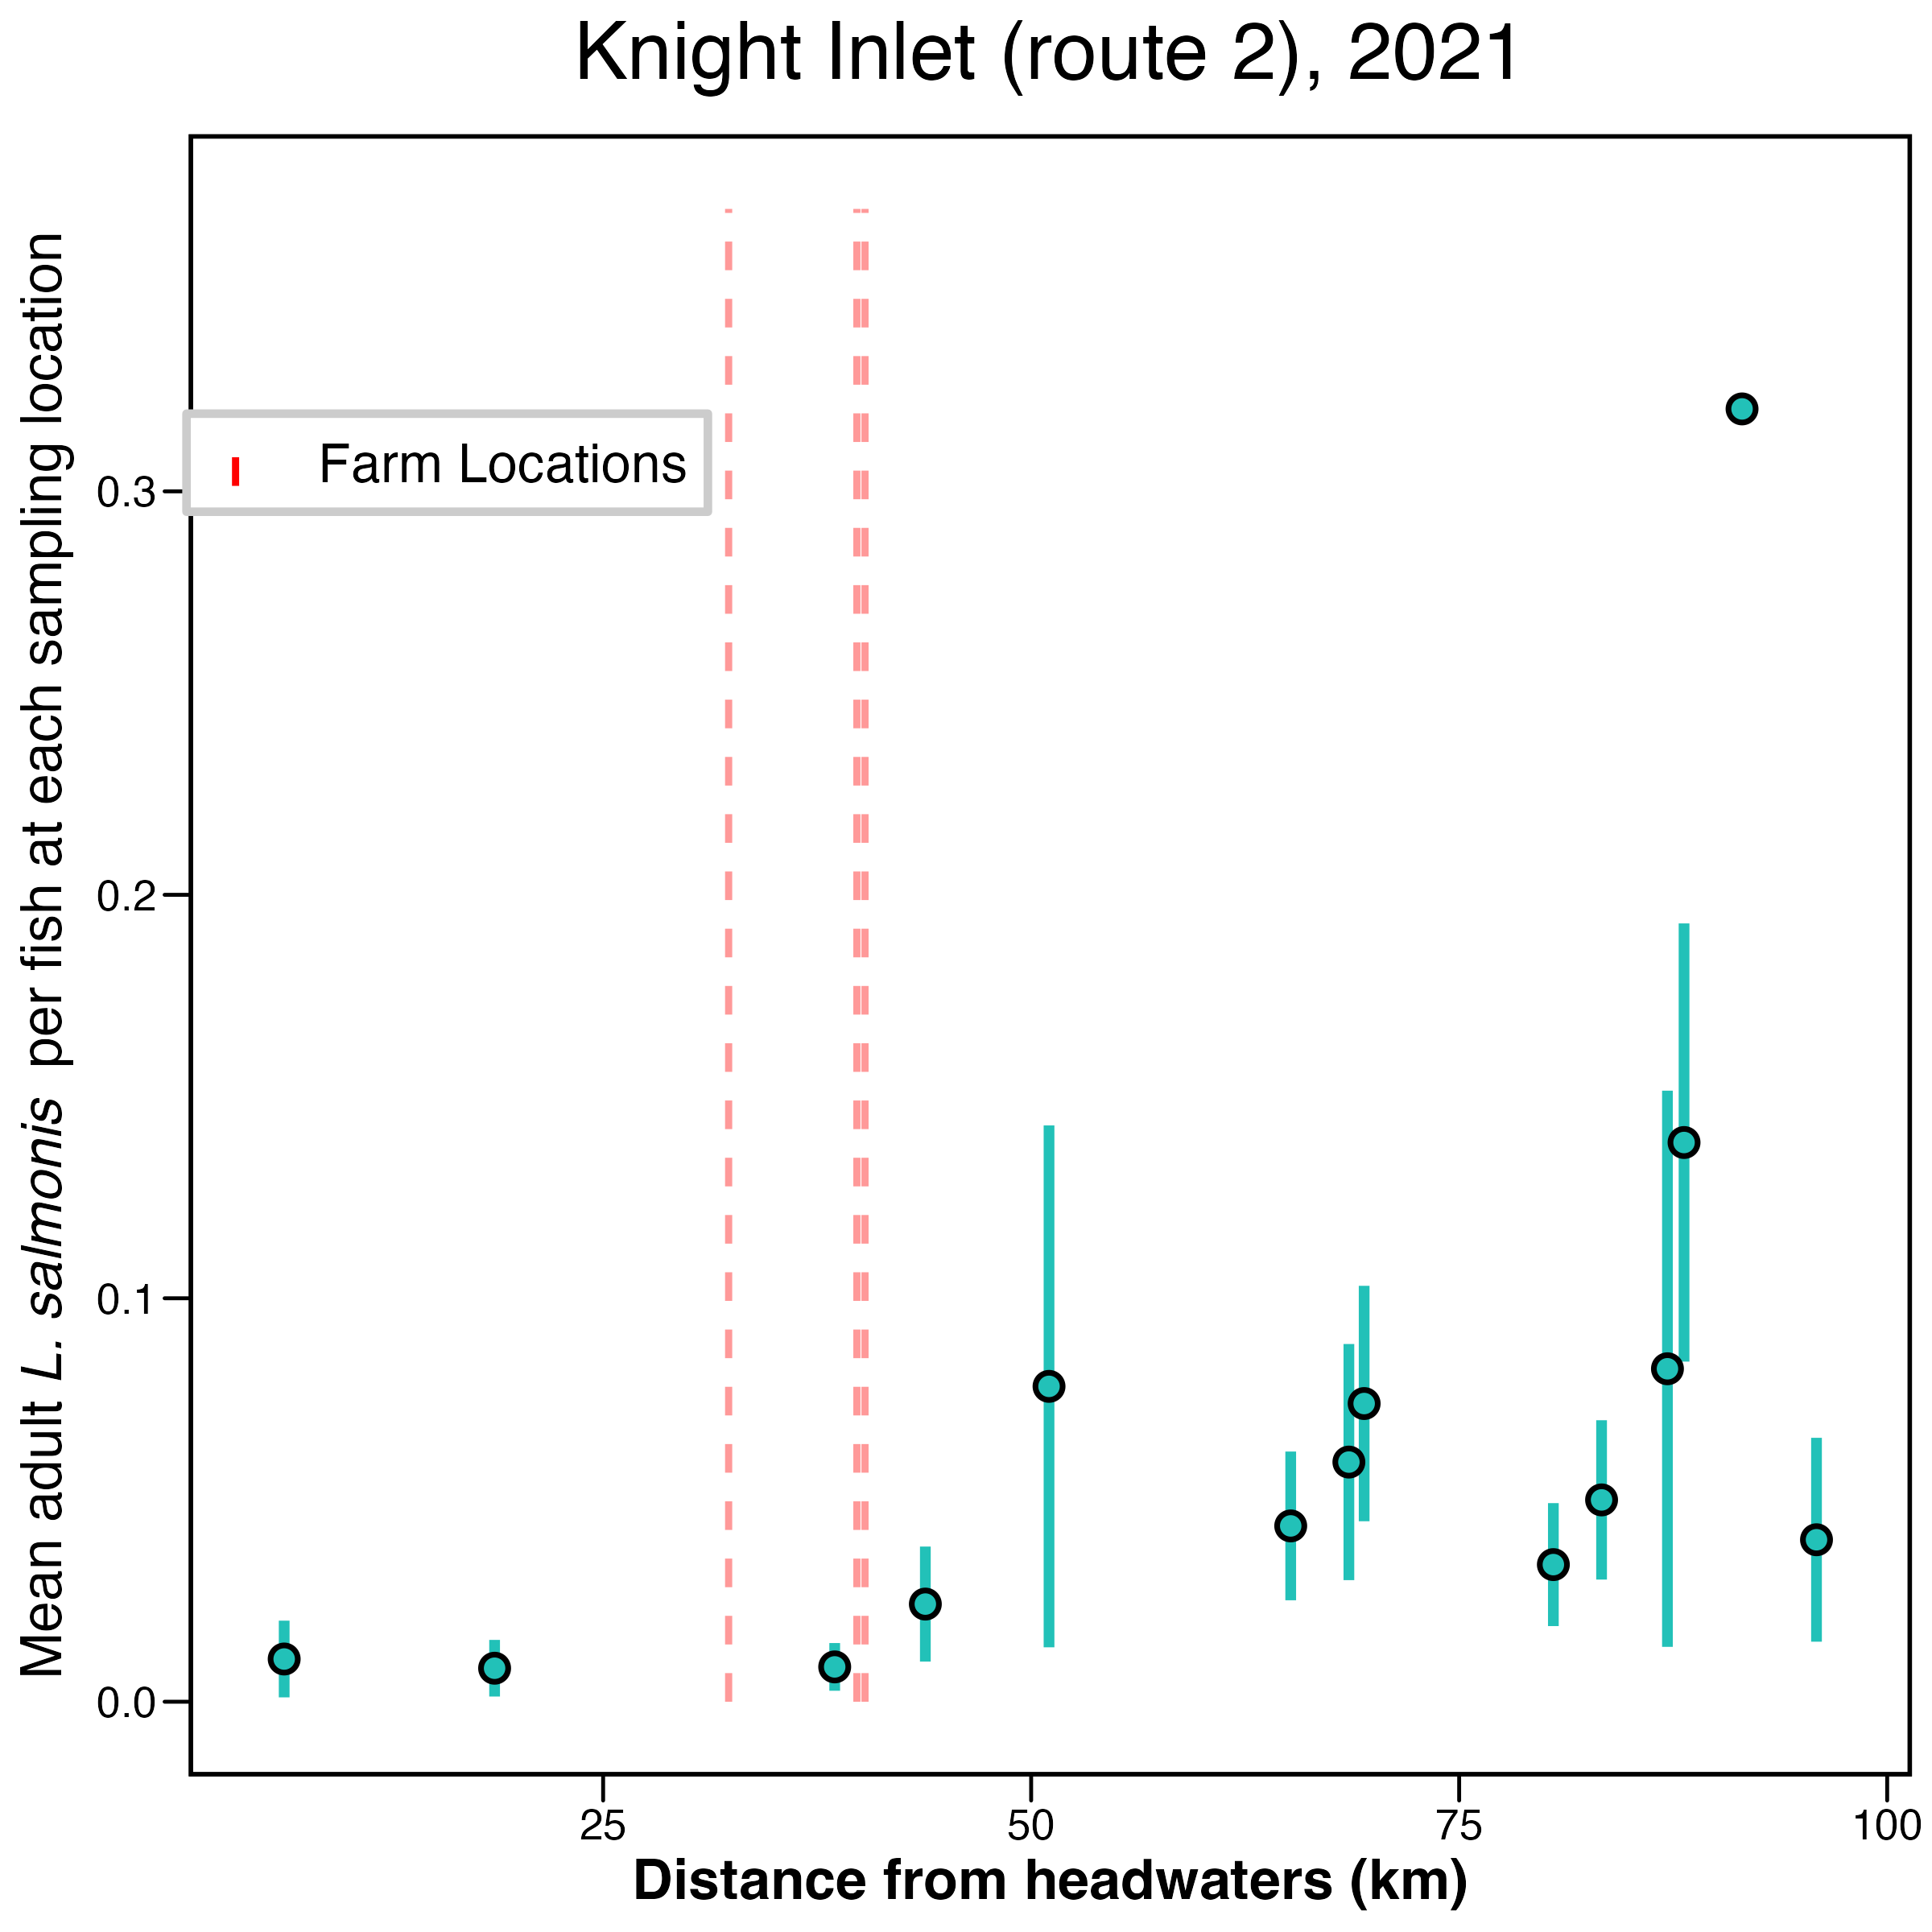 Knight Inlet (route 2), 2021
Mean adult L. salmonis per fish at each sampling location
0.3
0.2
0.1
0.0
Farm Locations
25 50 75 100
Distance from headwaters (km)